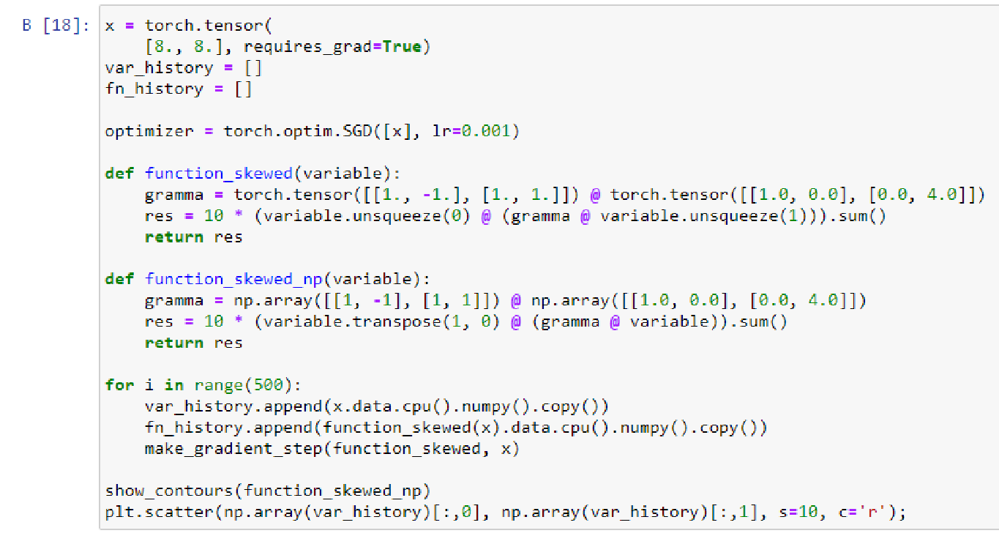 B [18]: x = torch.tensor(
    [8., 8.], requires_grad=True)
var_history = []
fn_history = []

optimizer = torch.optim.SGD([x], lr=0.001)

def function_skewed(variable):
    gramma = torch.tensor([[1., -1.], [1., 1.]]) @ torch.tensor([[1.0, 0.0], [0.0, 4.0]])
    res = 10 * (variable.unsqueeze(0) @ (gramma @ variable.unsqueeze(1))).sum()
    return res

def function_skewed_np(variable):
    gramma = np.array([[1, -1], [1, 1]]) @ np.array([[1.0, 0.0], [0.0, 4.0]])
    res = 10 * (variable.transpose(1, 0) @ (gramma @ variable)).sum()
    return res

for i in range(500):
    var_history.append(x.data.cpu().numpy().copy())
    fn_history.append(function_skewed(x).data.cpu().numpy().copy())
    make_gradient_step(function_skewed, x)

show_contours(function_skewed_np)
plt.scatter(np.array(var_history)[:,0], np.array(var_history)[:,1], s=10, c='r');